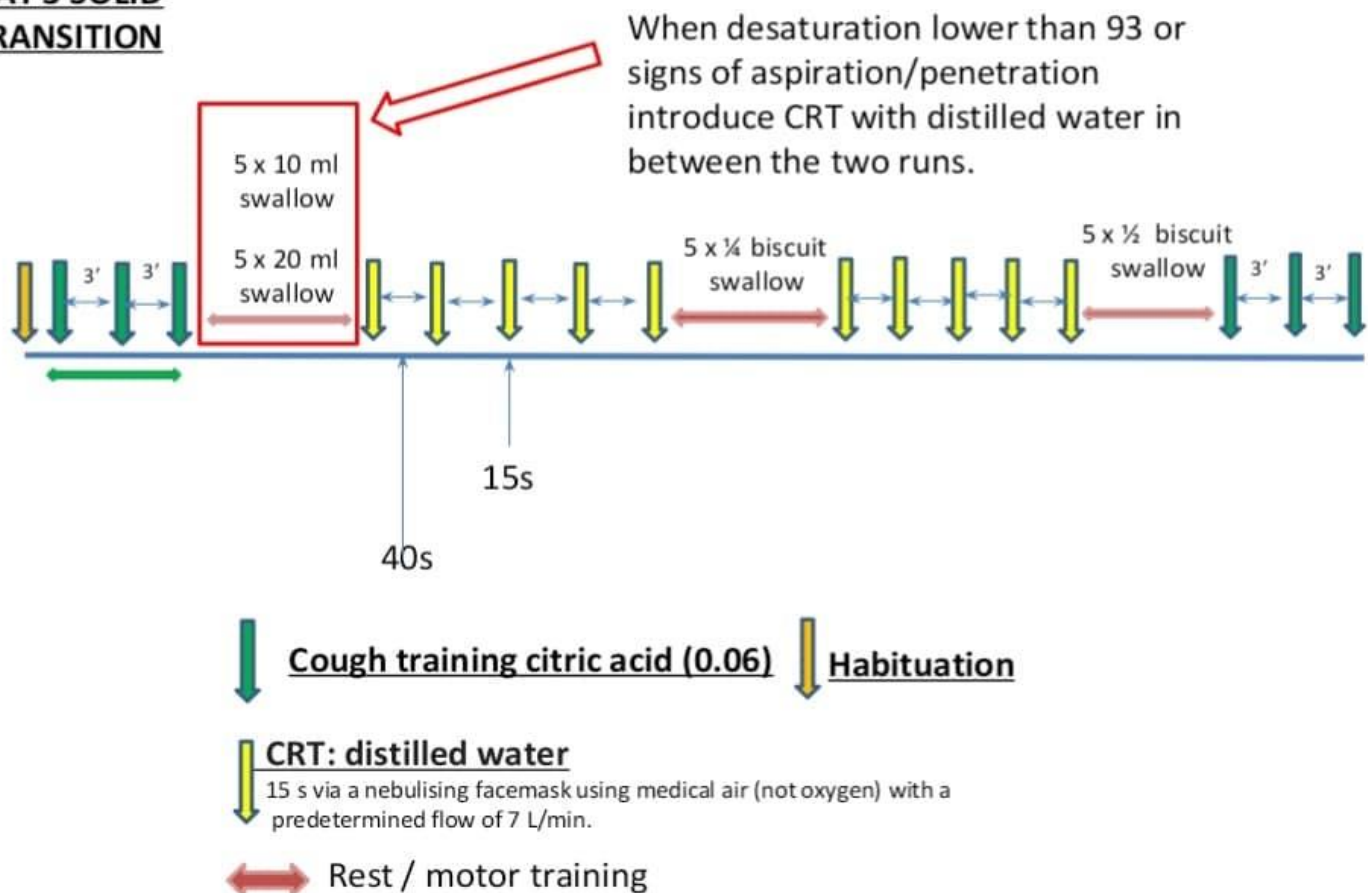 When desaturation lower than 93 or
signs of aspiration/penetration
introduce CRT with distilled water in
between the two runs.
5 x 10 ml
swallow
5 x 20 ml
swallow
3′
3′
5 x ¼ biscuit
swallow
5 x ½ biscuit
swallow
3′
3′
15s
40s
Cough training citric acid (0.06)
Habituation
CRT: distilled water
15 s via a nebulising facemask using medical air (not oxygen) with a
predetermined flow of 7 L/min.
Rest / motor training